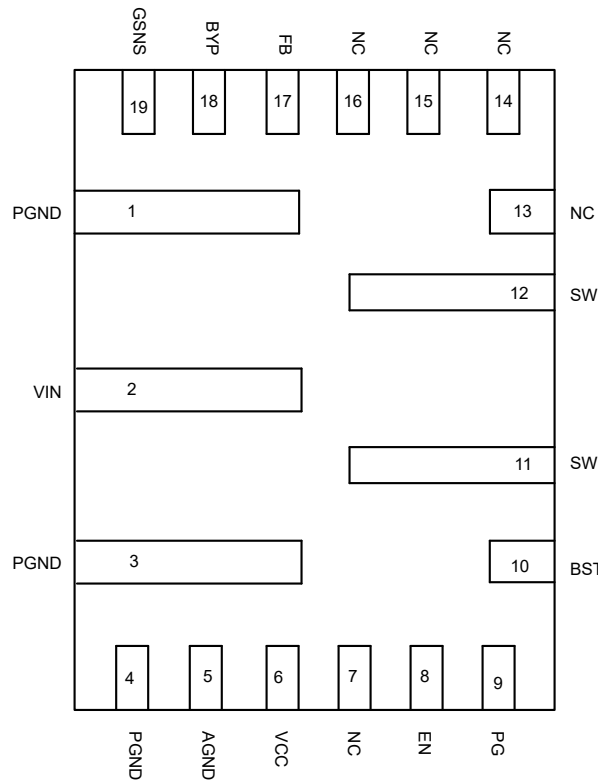 GSNS
BYP
FB
NC
NC
NC
19
18
17
16
15
14
PGND
1
13
NC
12
SW
VIN
2
11
SW
PGND
3
10
BST
4
5
6
7
8
9
PGND
AGND
VCC
NC
EN
PG